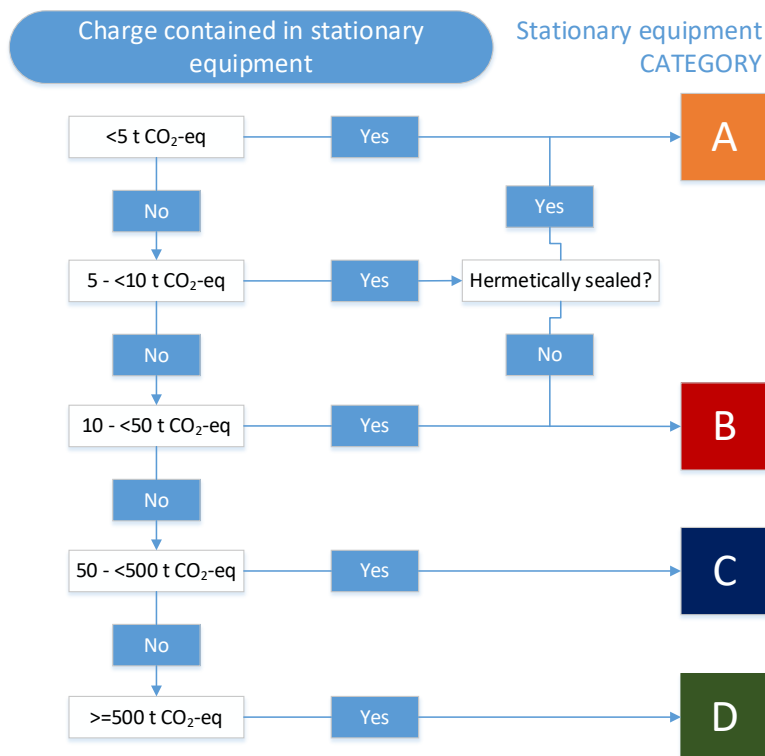 Charge contained in stationary
equipment
Stationary equipment
CATEGORY
<5 t CO₂-eq
Yes
A
No
Yes
5 - <10 t CO₂-eq
Yes
Hermetically sealed?
No
No
10 - <50 t CO₂-eq
Yes
B
No
50 - <500 t CO₂-eq
Yes
C
No
>=500 t CO₂-eq
Yes
D